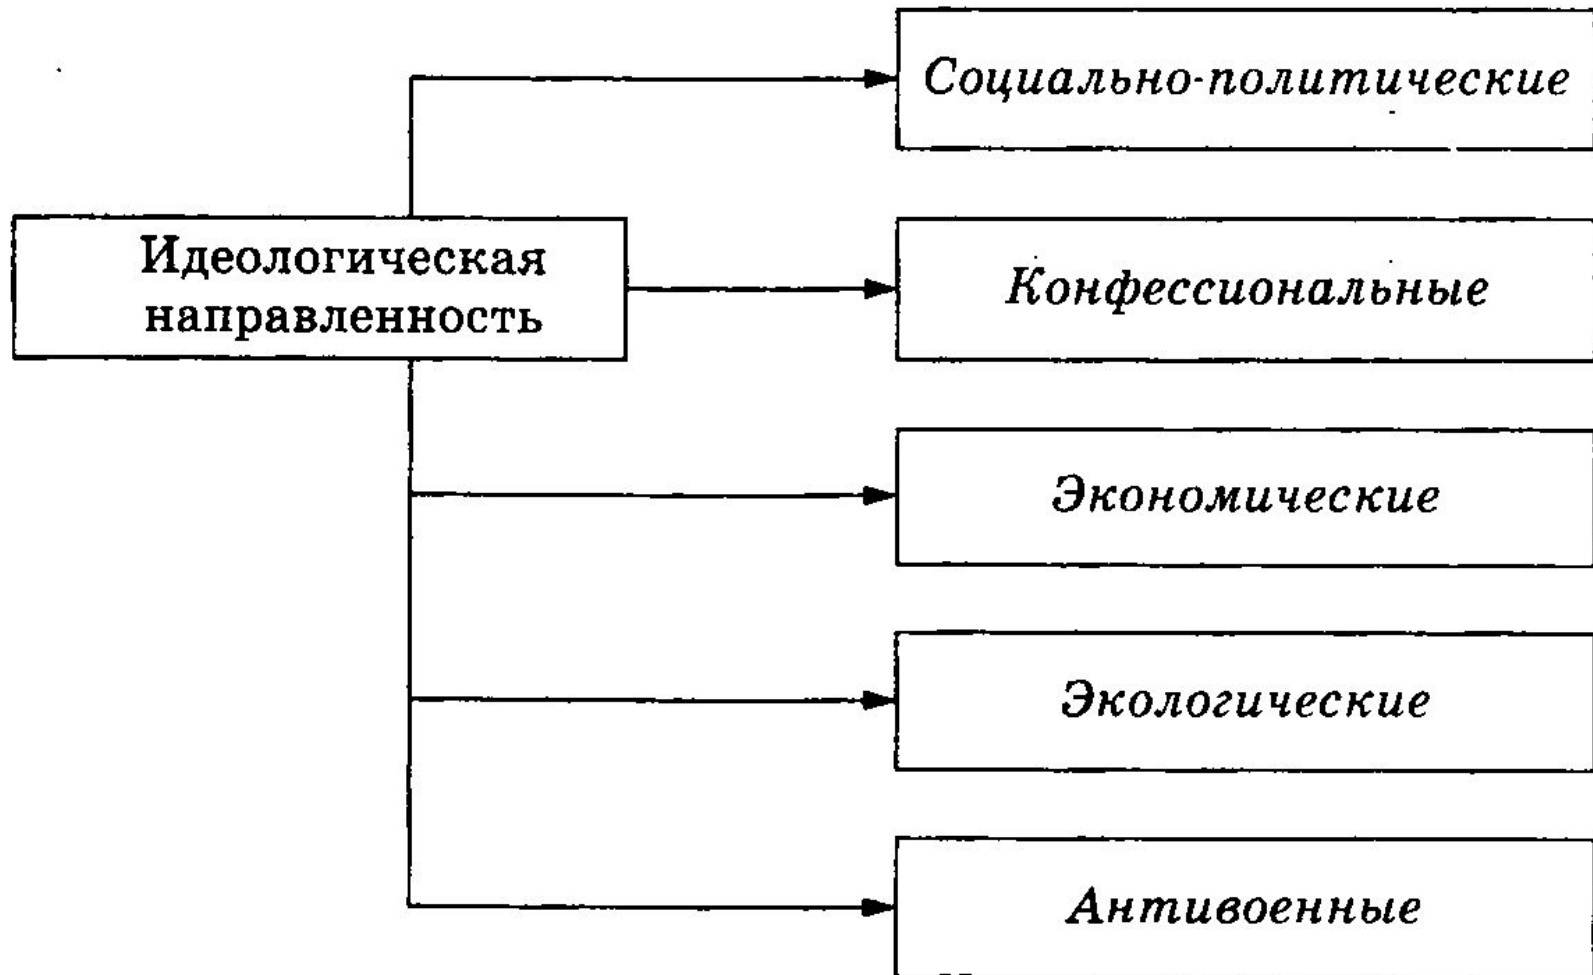 Социально-политические
Идеологическая
направленность
Конфессиональные
Экономические
Экологические
Антивоенные